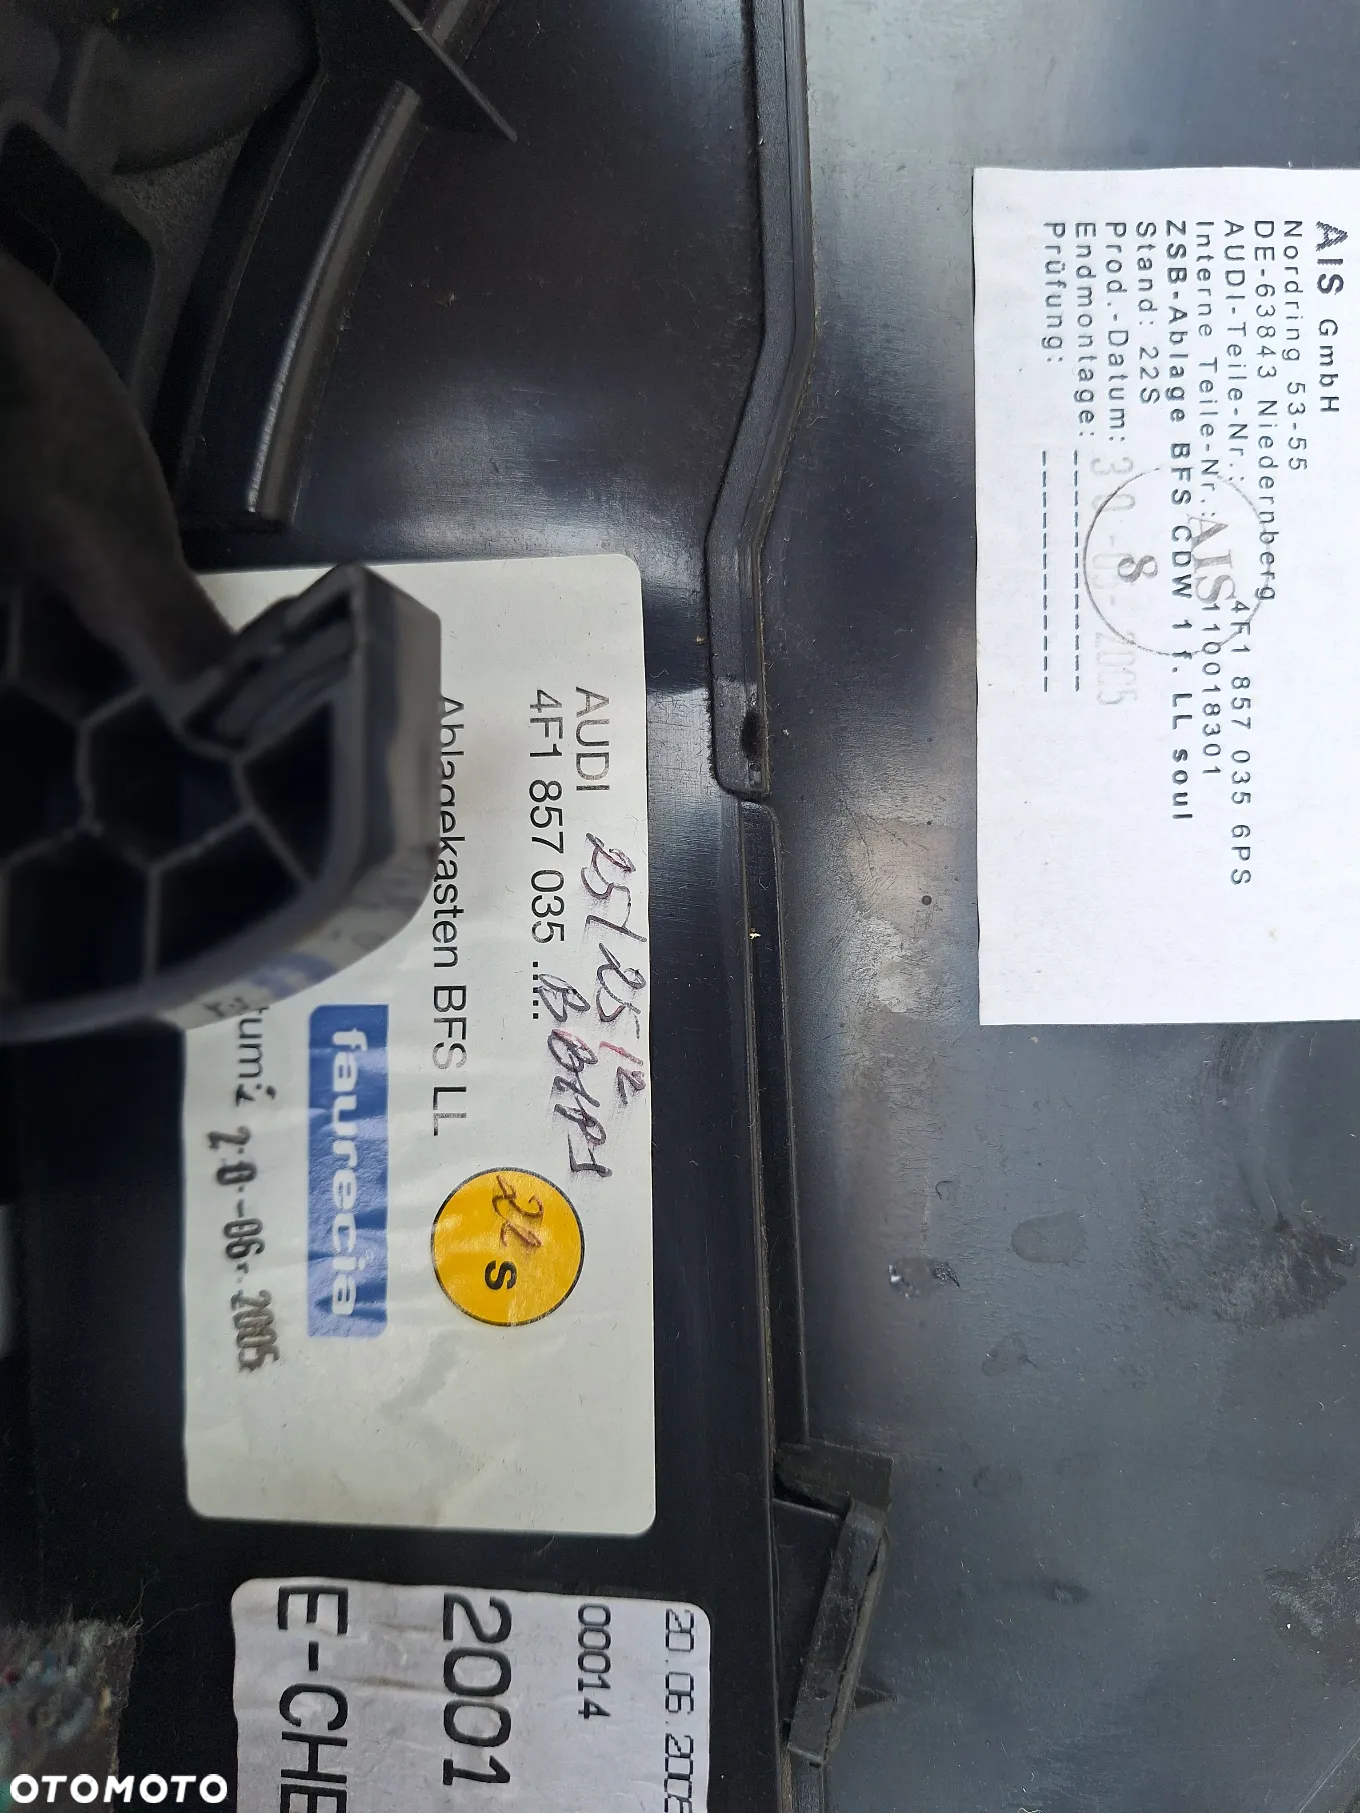 AIS GmbH
Nordring 53-55
DE-63843 Niedernberg
AUDI-Teile-Nr.: 4F1 857 035 6PS
Interne Teile-Nr.: 110018301
ZSB-Ablage BFS CDW 1 f. LL soul
Stand: 22S
Prod.-Datum: 2005
Endmontage: ------------
Prüfung: ------------
AIS
8
AUDI
4F1 857 035
Ablagekasten BFS LL
22 S
faurecia
20.-06.2005
20.06.2005
00014
2001
E-CHE
OTOMOTO